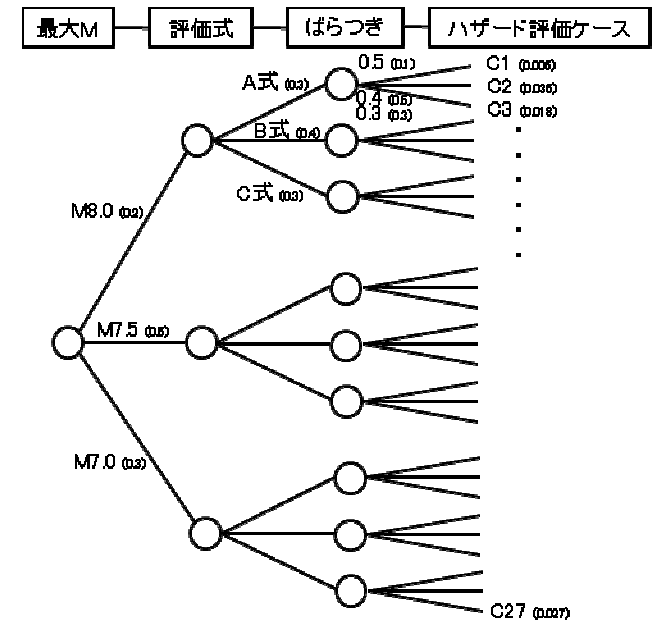 最大M
評価式
ばらつき
ハザード評価ケース
0.5 (0.1)
C1 (0.006)
A式 (0.3)
C2 (0.036)
0.4 (0.6)
C3 (0.018)
0.3 (0.3)
B式 (0.4)
C式 (0.3)
M8.0 (0.2)
M7.5 (0.5)
M7.0 (0.3)
C27 (0.027)